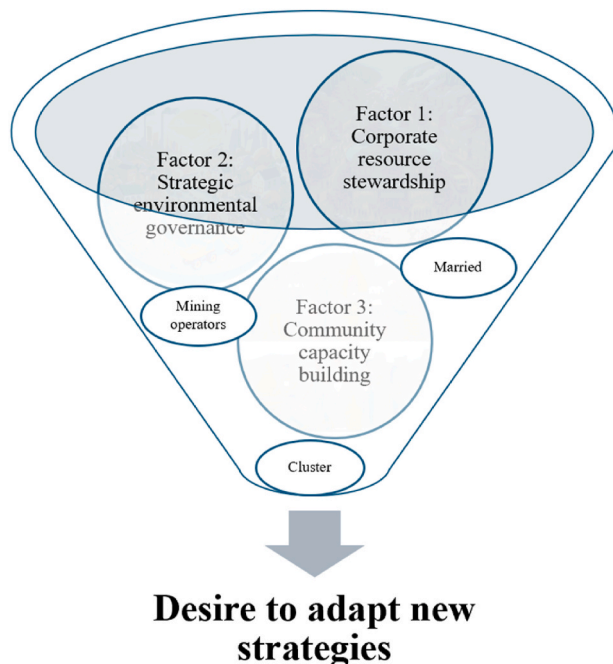 Factor 1:
Corporate
resource
stewardship
Factor 2:
Strategic
environmental
governance
Married
Mining
operators
Factor 3:
Community
capacity
building
Cluster
Desire to adapt new
strategies